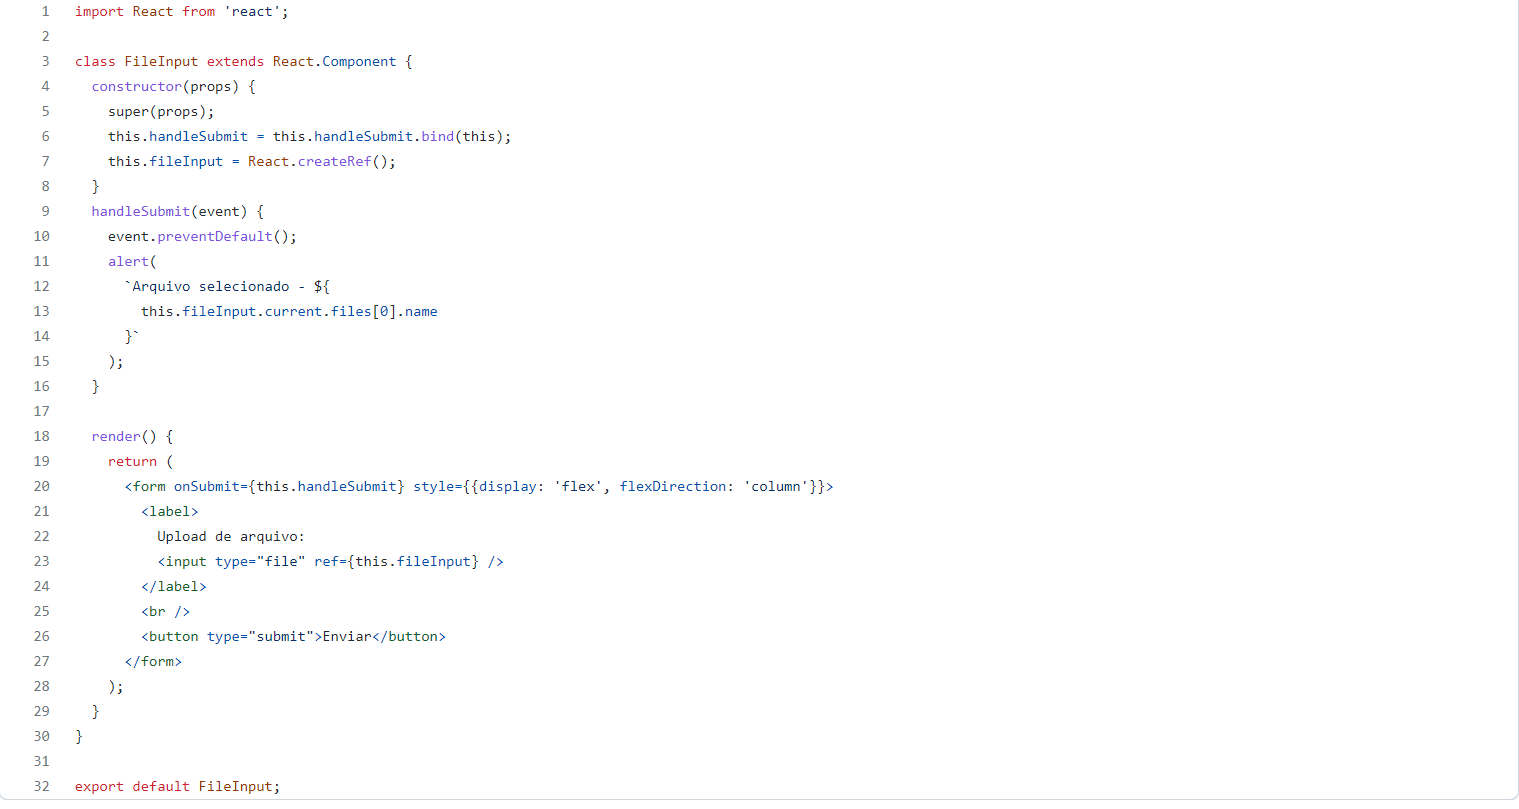 1 import React from 'react';
2
3 class FileInput extends React.Component {
4   constructor(props) {
5     super(props);
6     this.handleSubmit = this.handleSubmit.bind(this);
7     this.fileInput = React.createRef();
8   }
9   handleSubmit(event) {
10     event.preventDefault();
11     alert(
12       `Arquivo selecionado - ${
13         this.fileInput.current.files[0].name
14       }`
15     );
16   }
17
18   render() {
19     return (
20       <form onSubmit={this.handleSubmit} style={{display: 'flex', flexDirection: 'column'}}>
21         <label>
22           Upload de arquivo:
23           <input type="file" ref={this.fileInput} />
24         </label>
25         <br />
26         <button type="submit">Enviar</button>
27       </form>
28     );
29   }
30 }
31
32 export default FileInput;